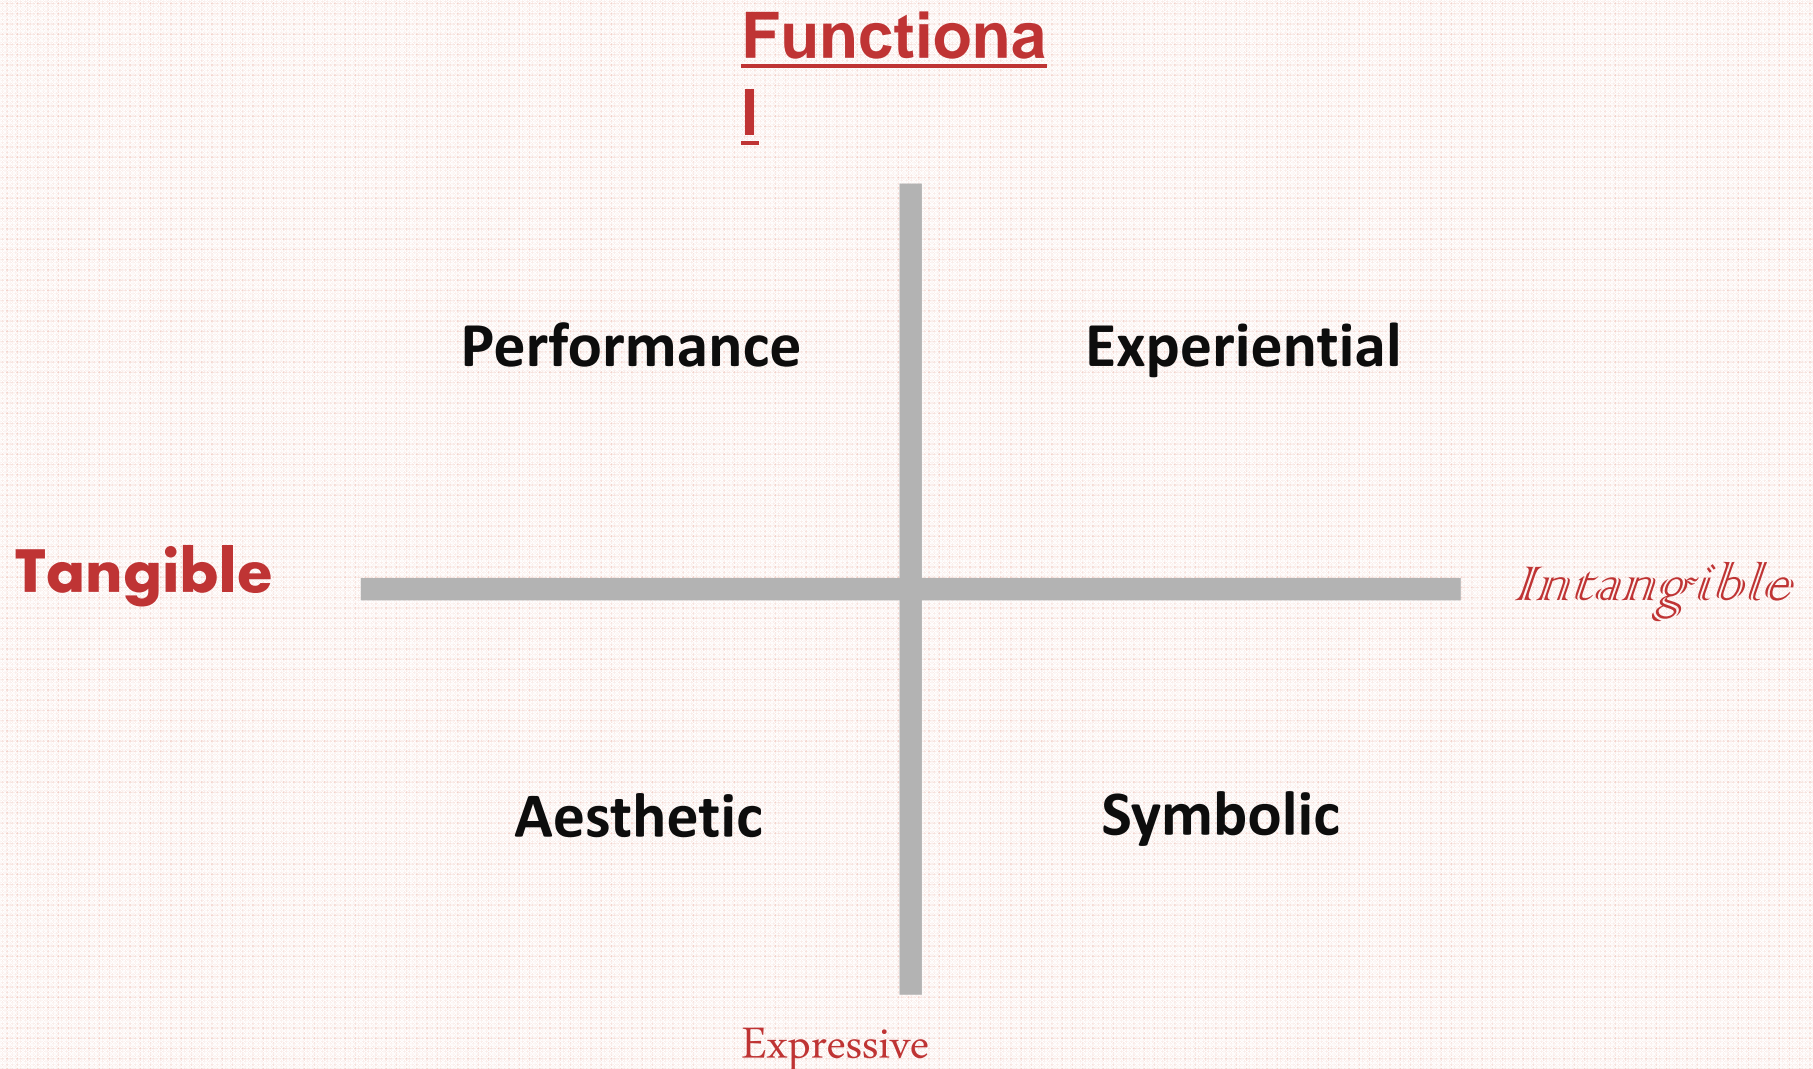 Functiona
l
Performance Experiential
Tangible Intangible
Aesthetic Symbolic
Expressive